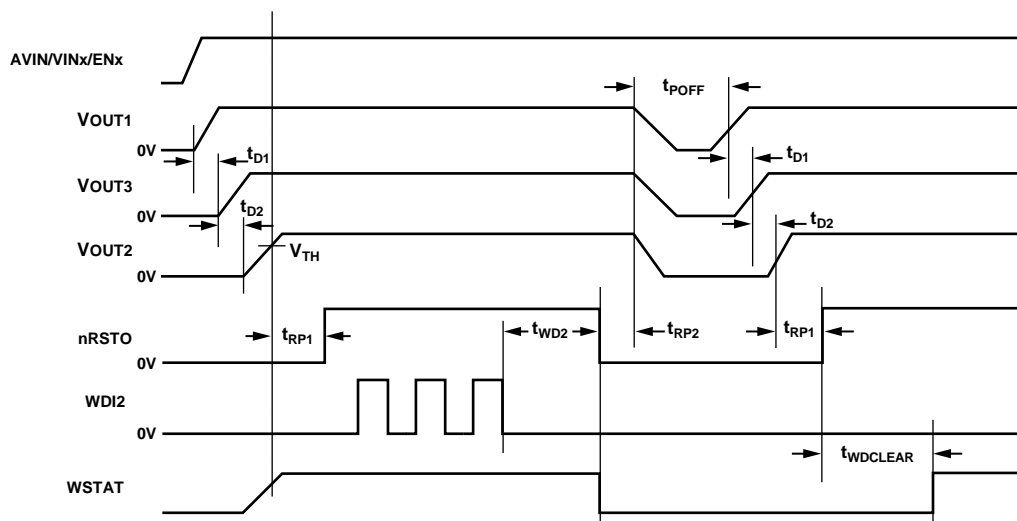 AVIN/VINx/ENx
tPOFF
VOUT1
0V
tD1
tD1
VOUT3
0V
tD2
tD2
VOUT2
VTH
0V
nRSTO
tRP1
tWD2
tRP2
tRP1
0V
WDI2
0V
tWDCLEAR
WSTAT